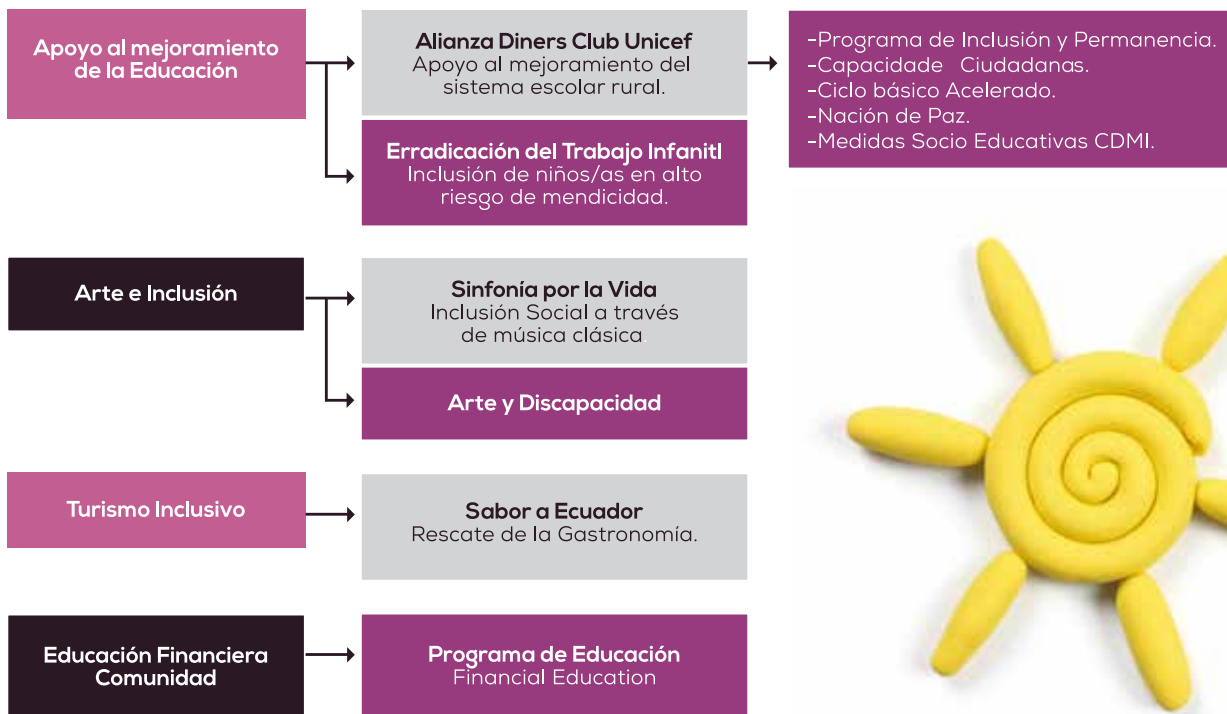 Apoyo al mejoramiento
de la Educación
Alianza Diners Club Unicef
Apoyo al mejoramiento del
sistema escolar rural.
-Programa de Inclusión y Permanencia.
-Capacidade Ciudadanas.
-Ciclo básico Acelerado.
-Nación de Paz.
-Medidas Socio Educativas CDMI.
Erradicación del Trabajo Infanitl
Inclusión de niños/as en alto
riesgo de mendicidad.
Arte e Inclusión
Sinfonía por la Vida
Inclusión Social a través
de música clásica.
Arte y Discapacidad
Turismo Inclusivo
Sabor a Ecuador
Rescate de la Gastronomía.
Educación Financiera
Comunidad
Programa de Educación
Financial Education